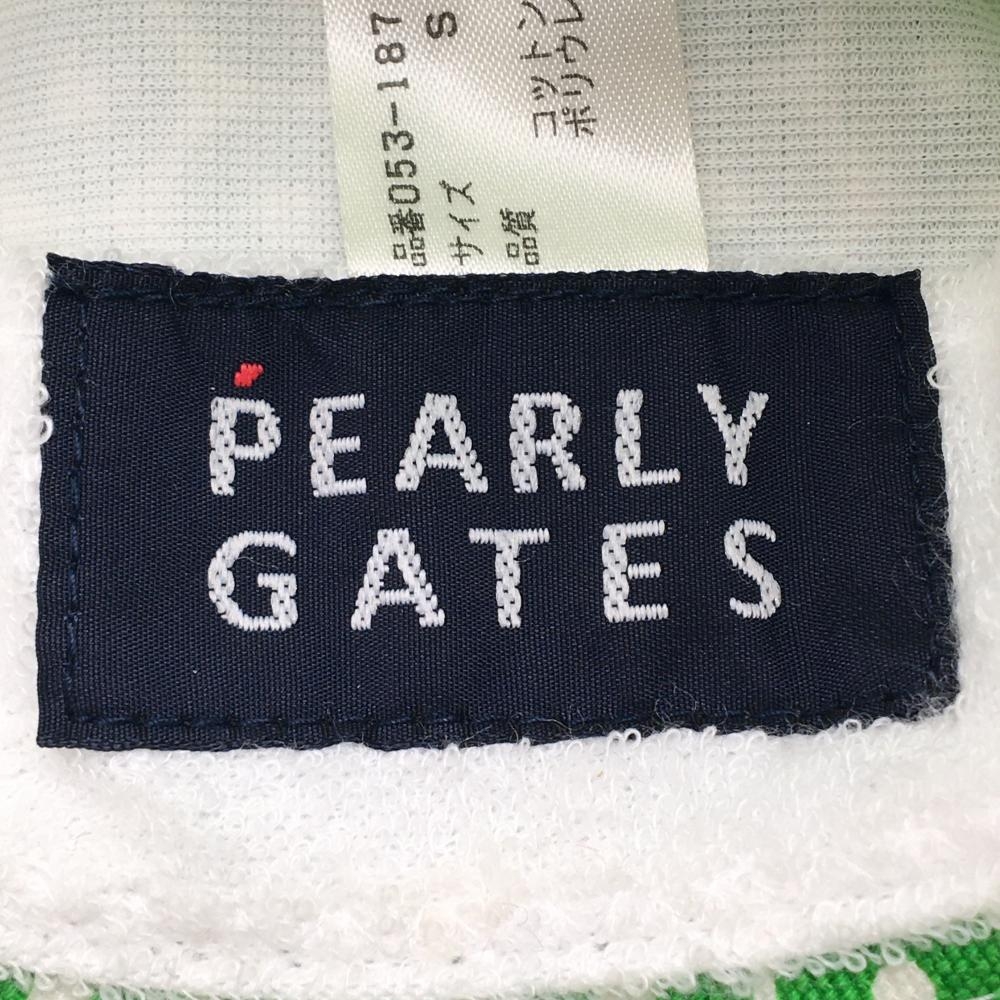 品番053-187
サイズ S
品質 コットン
ポリウレ
PEARLY
GATES